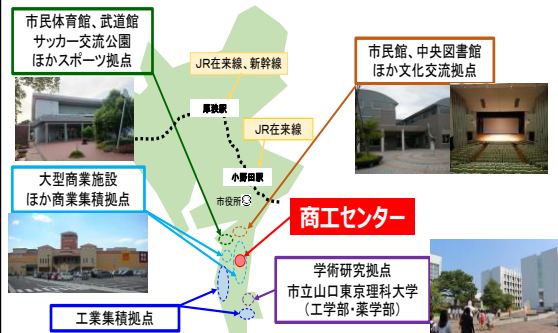 市民体育館、武道館
サッカー交流公園
ほかスポーツ拠点
JR在来線、新幹線
厚狭駅
JR在来線
小野田駅
市役所
市民館、中央図書館
ほか文化交流拠点
大型商業施設
ほか商業集積拠点
商工センター
学術研究拠点
市立山口東京理科大学
（工学部・薬学部）
工業集積拠点